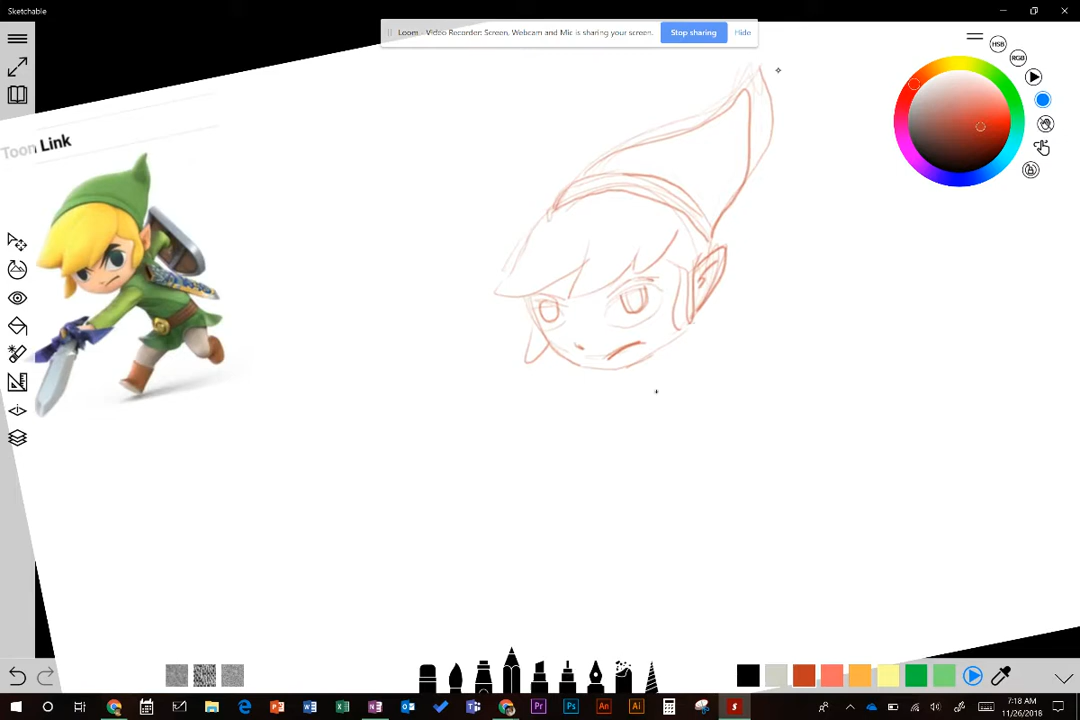 Sketchable
Loom - Video Recorder: Screen, Webcam and Mic is sharing your screen.
Stop sharing
Hide
HSB
RGB
Toon Link
7:18 AM
11/26/2016